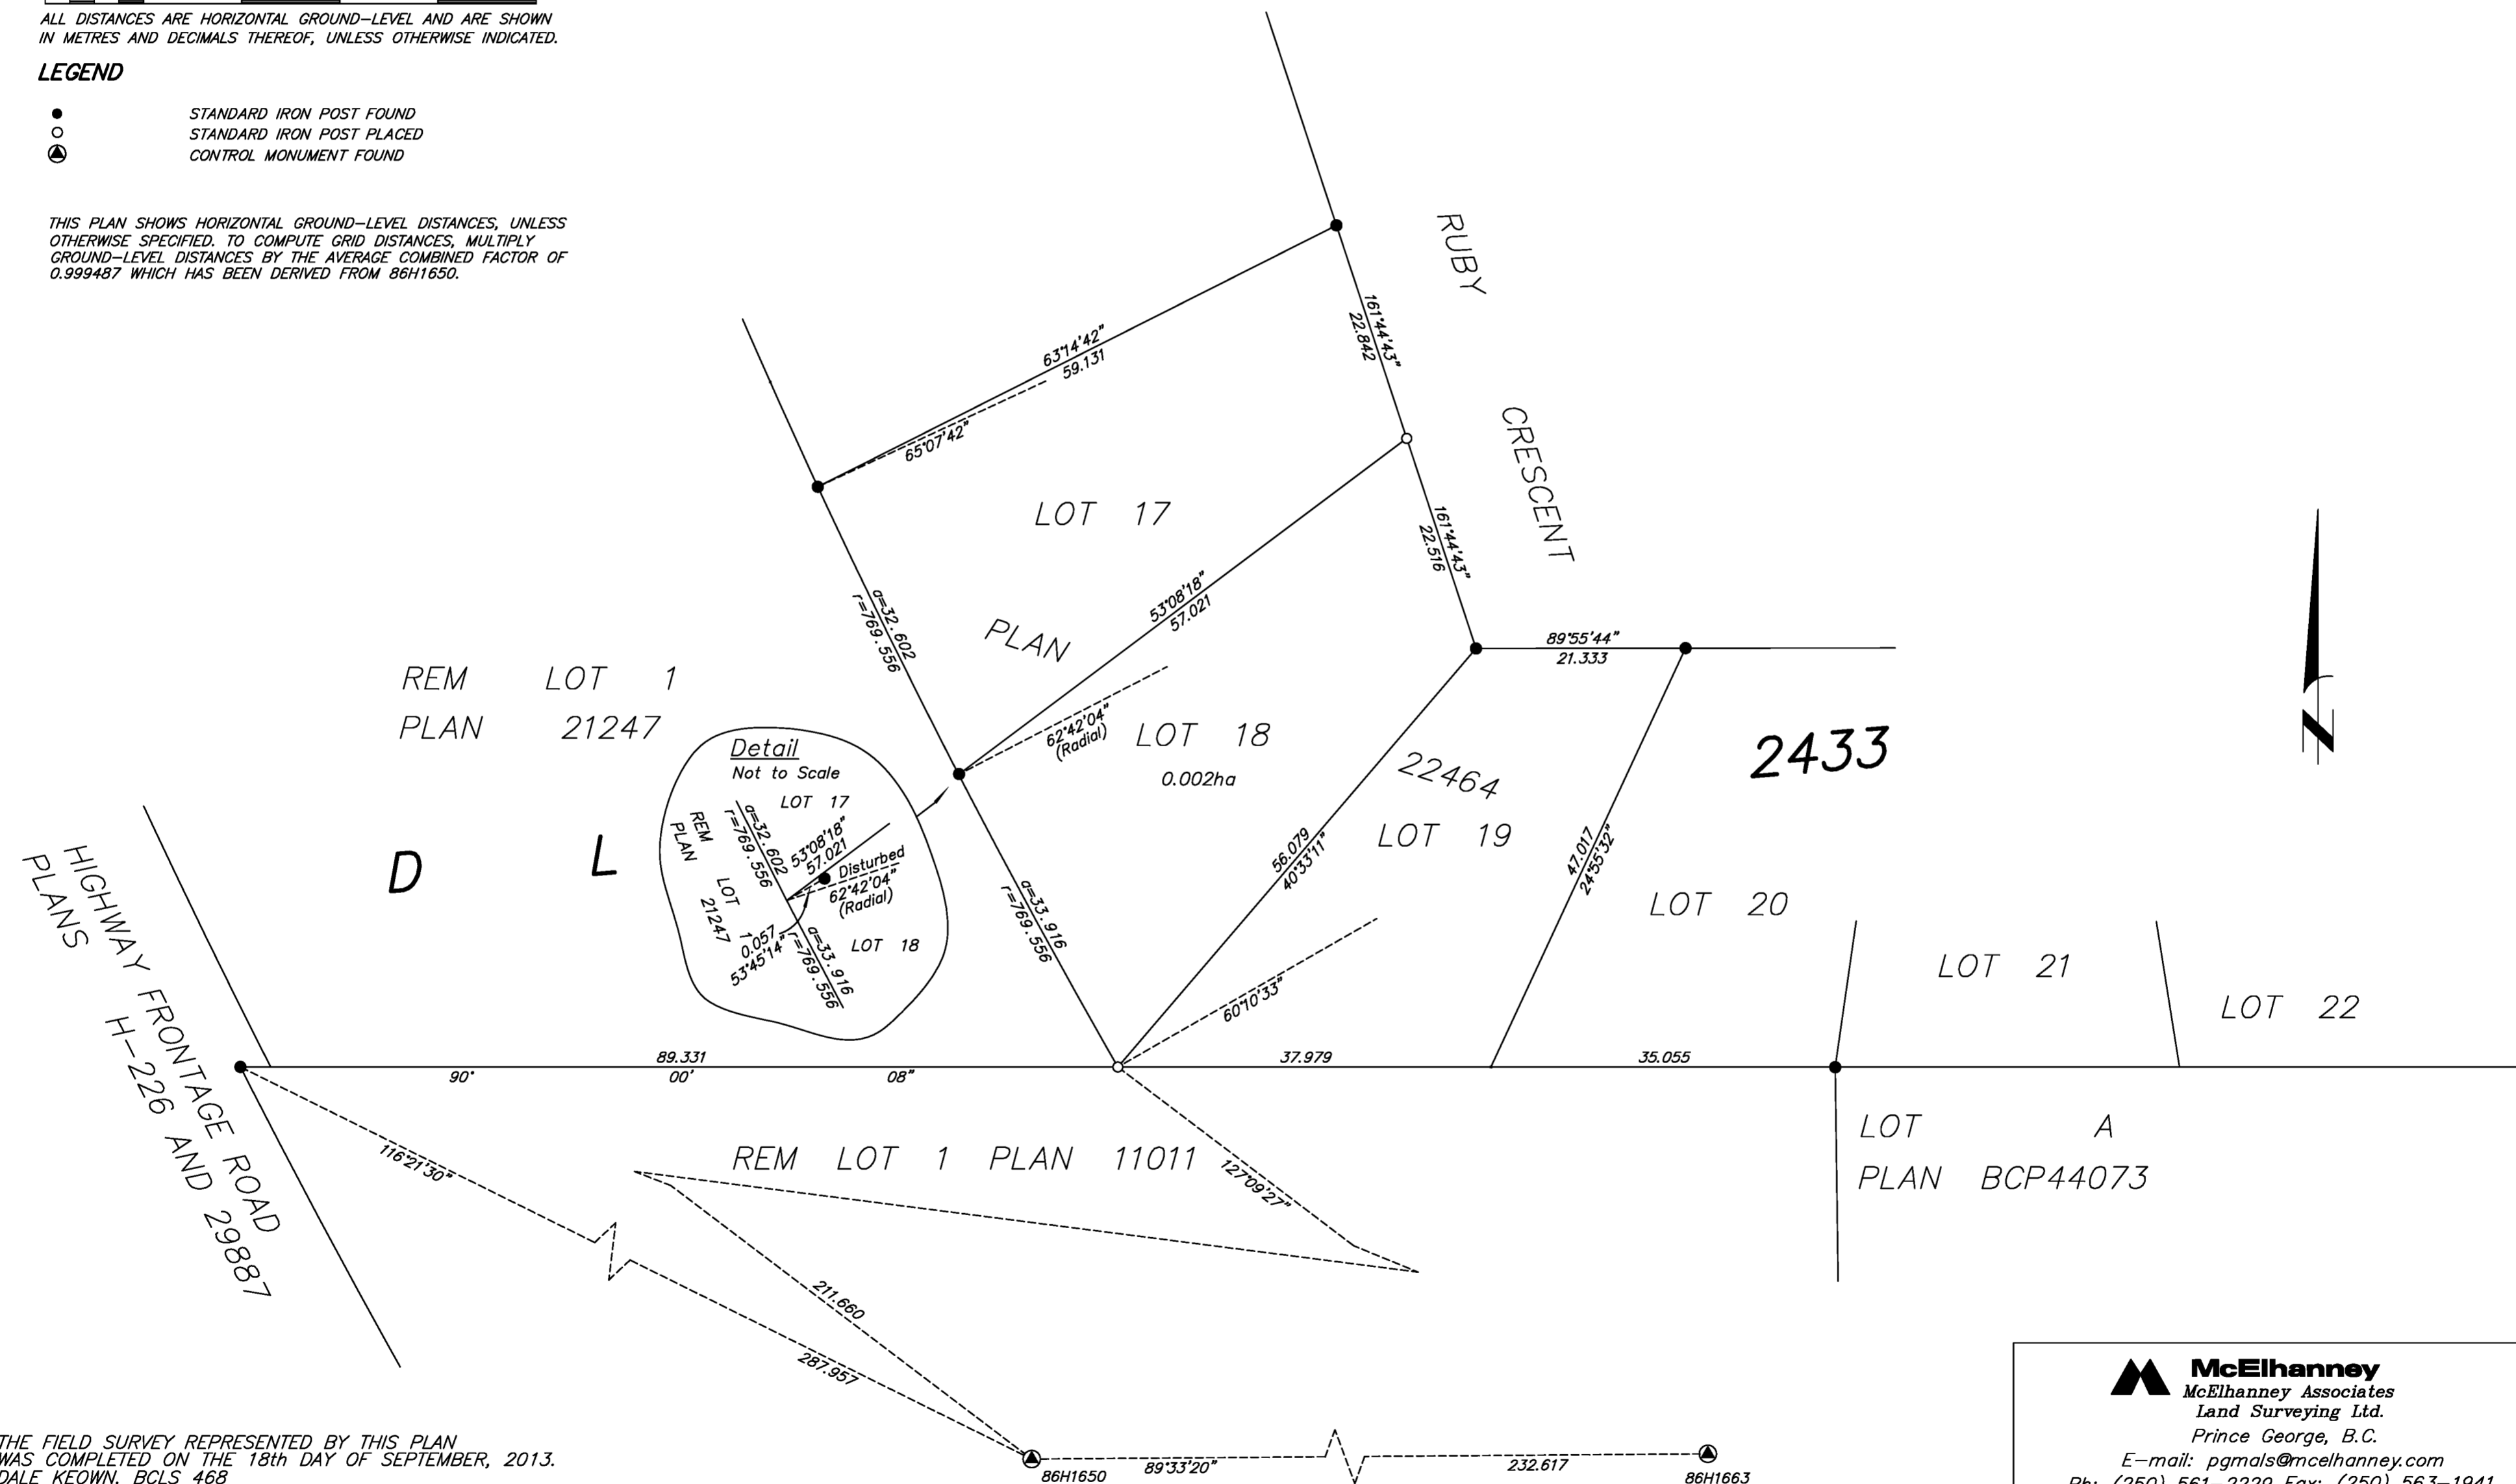 ALL DISTANCES ARE HORIZONTAL GROUND-LEVEL AND ARE SHOWN
IN METRES AND DECIMALS THEREOF, UNLESS OTHERWISE INDICATED.
LEGEND
STANDARD IRON POST FOUND
STANDARD IRON POST PLACED
CONTROL MONUMENT FOUND
THIS PLAN SHOWS HORIZONTAL GROUND-LEVEL DISTANCES, UNLESS
OTHERWISE SPECIFIED. TO COMPUTE GRID DISTANCES, MULTIPLY
GROUND-LEVEL DISTANCES BY THE AVERAGE COMBINED FACTOR OF
0.999487 WHICH HAS BEEN DERIVED FROM 86H1650.
RUBY
CRESCENT
161°44'43"
22.842
63°14'42"
59.131
65°07'42"
LOT 17
161°44'43"
22.516
a=32.602
r=769.556
PLAN
53°08'18"
57.021
89°55'44"
21.333
REM LOT 1
PLAN 21247
62°42'04"
(Radial)
LOT 18
0.002ha
22464
2433
N
LOT 19
56.079
40°33'11"
47.017
24°55'32"
LOT 20
D L
Detail
Not to Scale
LOT 17
a=32.602
r=769.556
REM
PLAN
53°08'18"
57.021
Disturbed
62°42'04"
(Radial)
LOT
21247
1
0.057
53°45'14"
a=33.916
r=769.556
LOT 18
a=33.916
r=769.556
60°10'33"
LOT 21
LOT 22
HIGHWAY FRONTAGE ROAD
PLANS H-226 AND 29887
89.331
90° 00' 08"
37.979
35.055
REM LOT 1 PLAN 11011
LOT A
PLAN BCP44073
116°21'30"
127°09'27"
211.660
287.957
86H1650
89°33'20"
232.617
86H1663
THE FIELD SURVEY REPRESENTED BY THIS PLAN
WAS COMPLETED ON THE 18th DAY OF SEPTEMBER, 2013.
DALE KEOWN, BCLS 468
McElhanney
McElhanney Associates
Land Surveying Ltd.
Prince George, B.C.
E-mail: pgmals@mcelhanney.com
Ph: (250) 561-2229 Fax: (250) 563-1941